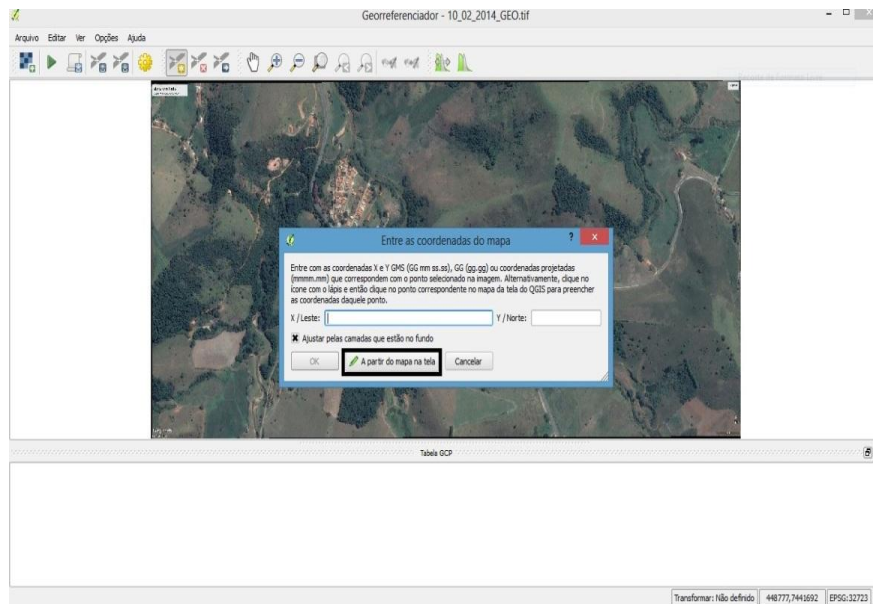 Georreferenciador - 10_02_2014_GEO.tif
Arquivo Editar Ver Opções Ajuda
Entre as coordenadas do mapa
?
x
Entre com as coordenadas X e Y GMS (GG mm ss.ss), GG (gg.gg) ou coordenadas projetadas
(mmmm.mm) que correspondem com o ponto selecionado na imagem. Alternativamente, clique no
ícone com o lápis e então clique no ponto correspondente no mapa da tela do QGIS para preencher
as coordenadas daquele ponto.
X / Leste: Y / Norte:
Ajustar pelas camadas que estão no fundo
OK A partir do mapa na tela Cancelar
Tabela GCP
Transformar: Não definido 448777,7441692 EPSG:32723